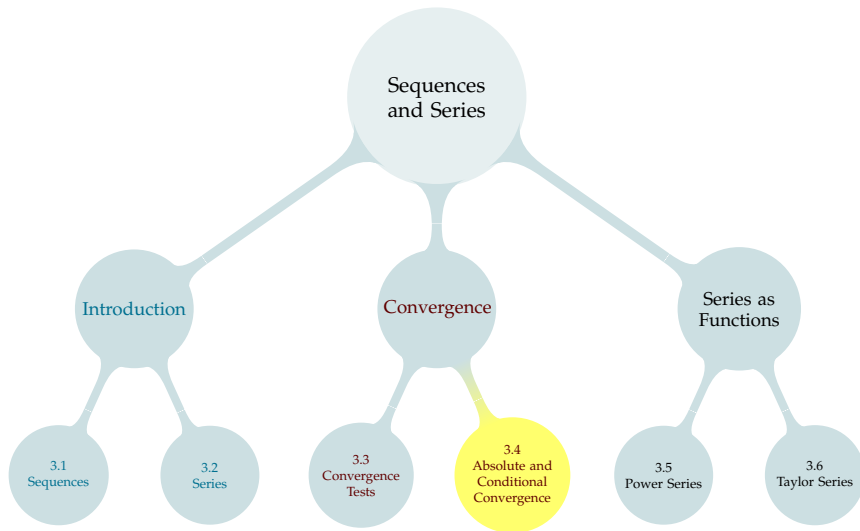 Sequences
and Series
Introduction
Convergence
Series as
Functions
3.1
Sequences
3.2
Series
3.3
Convergence
Tests
3.4
Absolute and
Conditional
Convergence
3.5
Power Series
3.6
Taylor Series